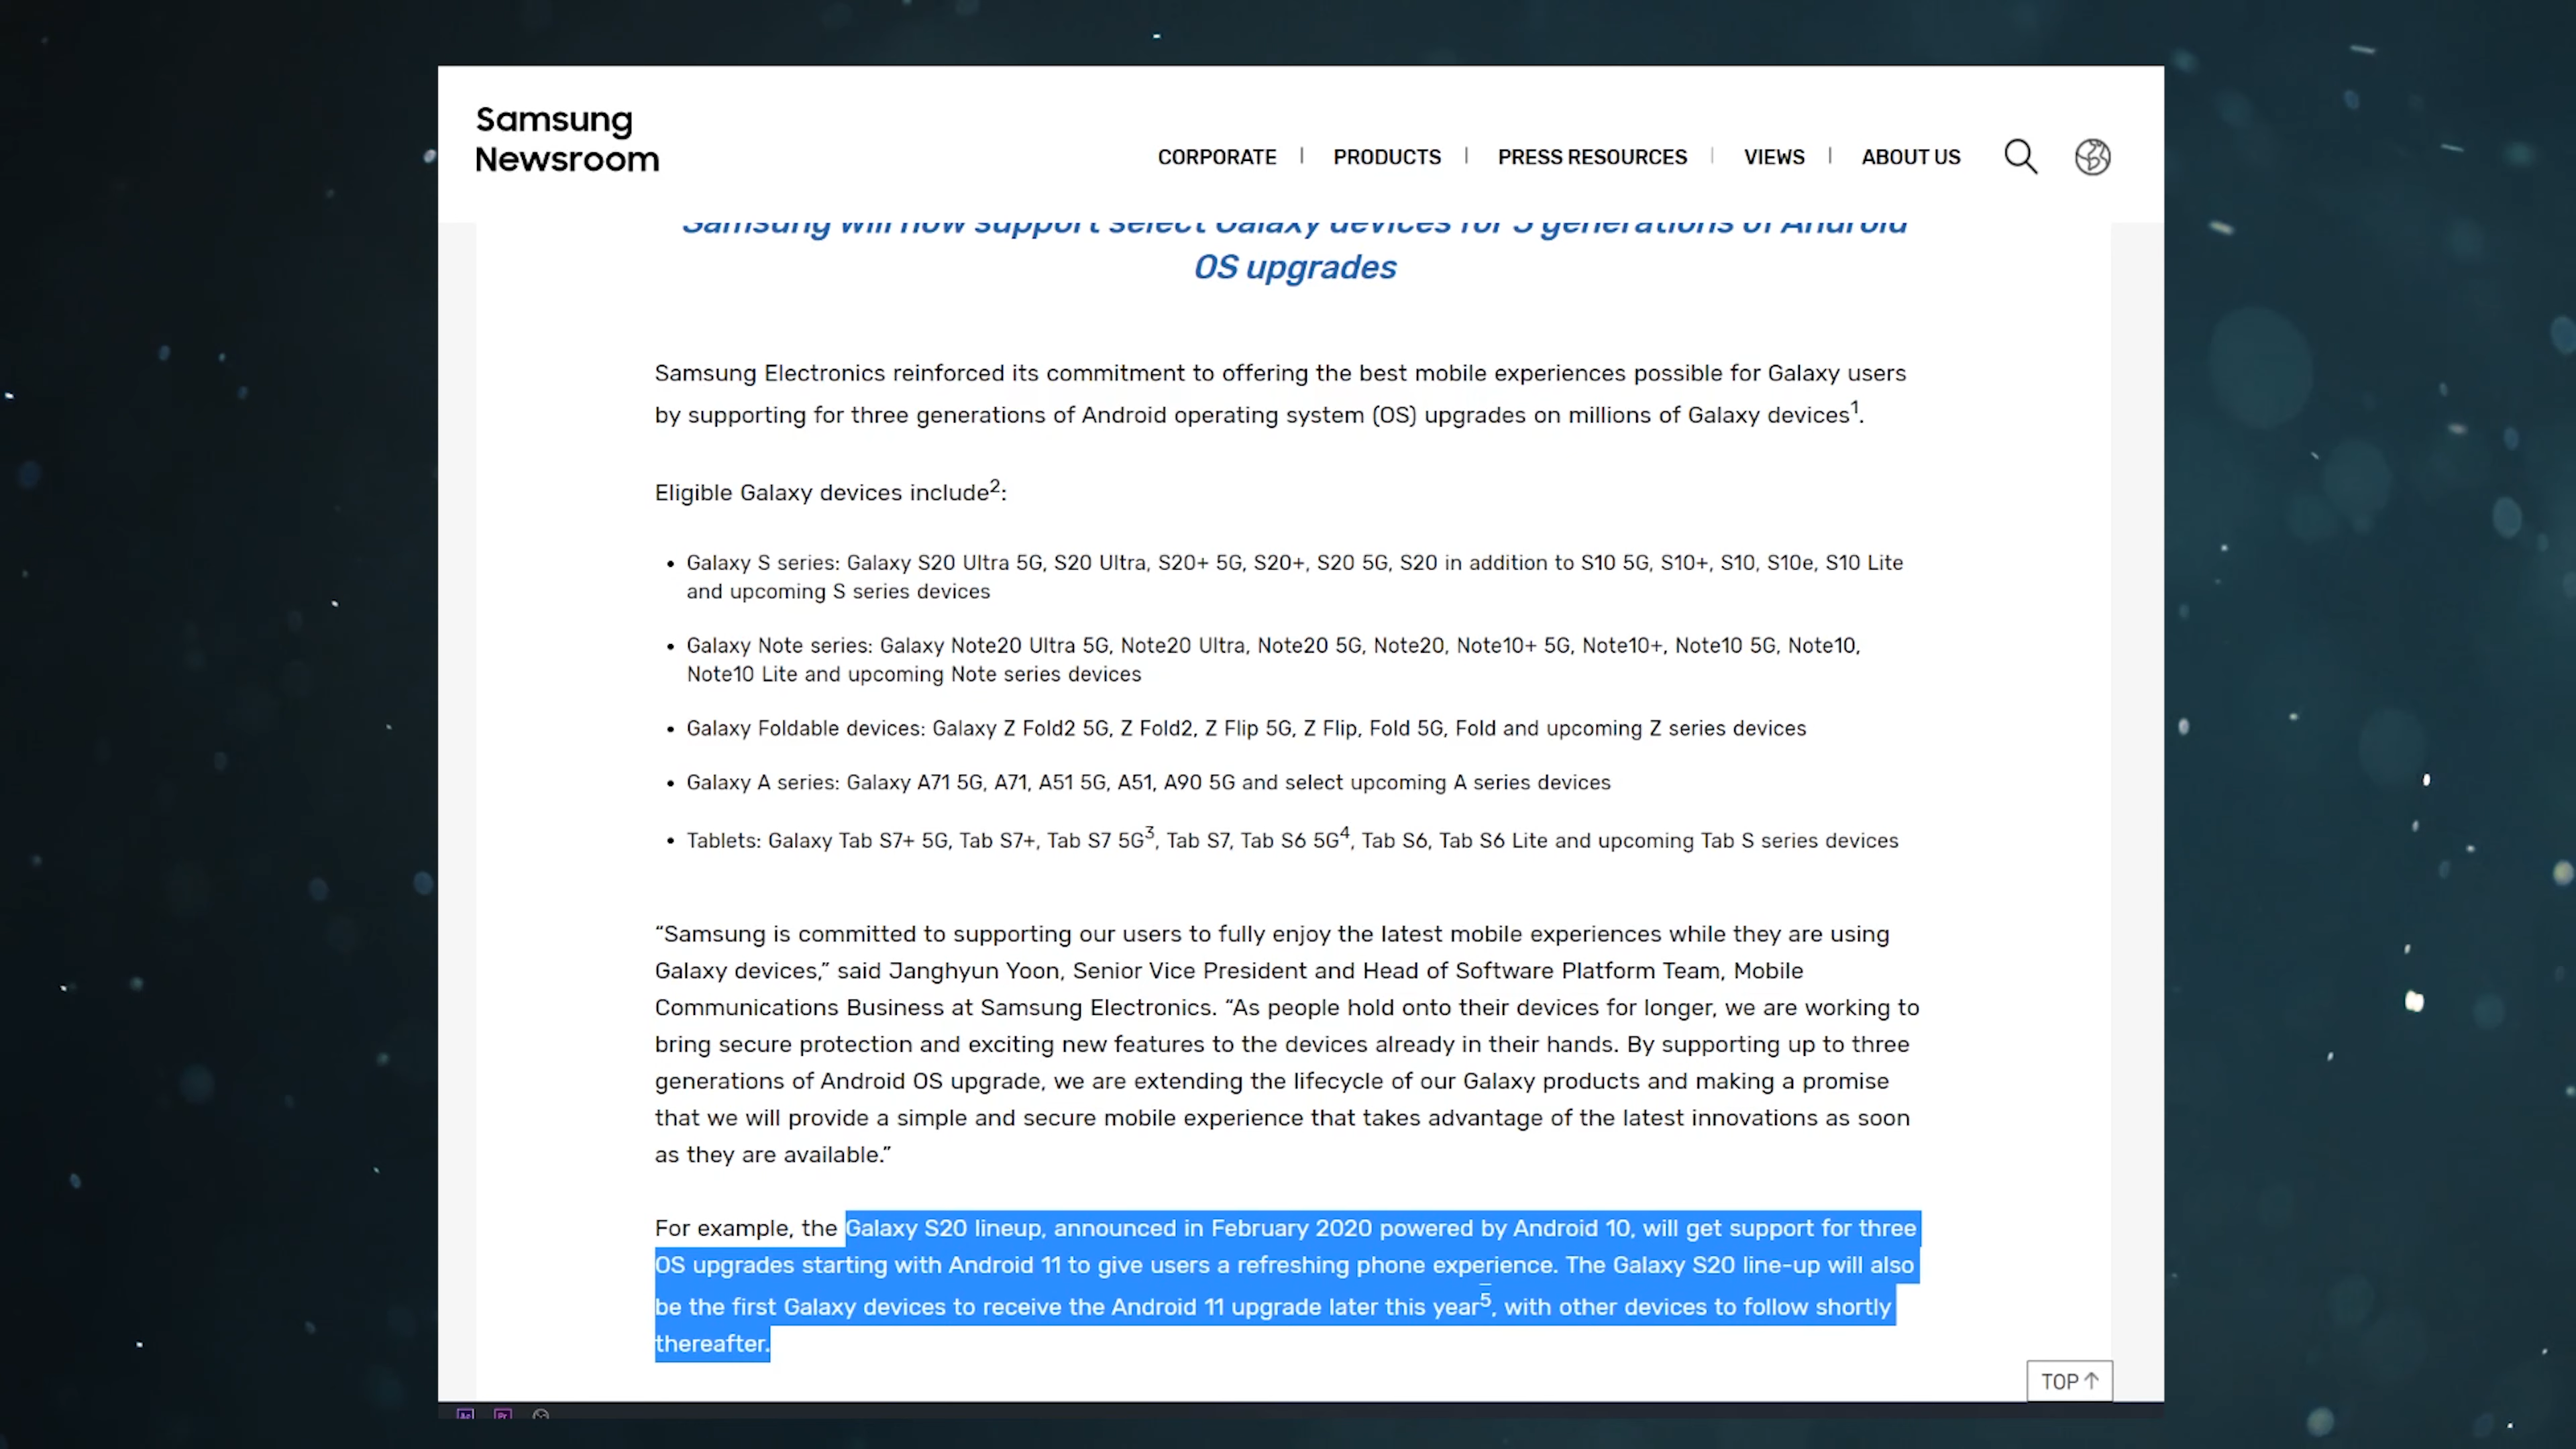 Samsung
Newsroom
CORPORATE | PRODUCTS | PRESS RESOURCES | VIEWS | ABOUT US
Samsung will now support select Galaxy devices for 3 generations of Android
OS upgrades
Samsung Electronics reinforced its commitment to offering the best mobile experiences possible for Galaxy users
by supporting for three generations of Android operating system (OS) upgrades on millions of Galaxy devices¹.
Eligible Galaxy devices include²:
• Galaxy S series: Galaxy S20 Ultra 5G, S20 Ultra, S20+ 5G, S20+, S20 5G, S20 in addition to S10 5G, S10+, S10, S10e, S10 Lite
and upcoming S series devices
• Galaxy Note series: Galaxy Note20 Ultra 5G, Note20 Ultra, Note20 5G, Note20, Note10+ 5G, Note10+, Note10 5G, Note10,
Note10 Lite and upcoming Note series devices
• Galaxy Foldable devices: Galaxy Z Fold2 5G, Z Fold2, Z Flip 5G, Z Flip, Fold 5G, Fold and upcoming Z series devices
• Galaxy A series: Galaxy A71 5G, A71, A51 5G, A51, A90 5G and select upcoming A series devices
• Tablets: Galaxy Tab S7+ 5G, Tab S7+, Tab S7 5G³, Tab S7, Tab S6 5G⁴, Tab S6, Tab S6 Lite and upcoming Tab S series devices
“Samsung is committed to supporting our users to fully enjoy the latest mobile experiences while they are using
Galaxy devices,” said Janghyun Yoon, Senior Vice President and Head of Software Platform Team, Mobile
Communications Business at Samsung Electronics. “As people hold onto their devices for longer, we are working to
bring secure protection and exciting new features to the devices already in their hands. By supporting up to three
generations of Android OS upgrade, we are extending the lifecycle of our Galaxy products and making a promise
that we will provide a simple and secure mobile experience that takes advantage of the latest innovations as soon
as they are available.”
For example, the Galaxy S20 lineup, announced in February 2020 powered by Android 10, will get support for three
OS upgrades starting with Android 11 to give users a refreshing phone experience. The Galaxy S20 line-up will also
be the first Galaxy devices to receive the Android 11 upgrade later this year⁵, with other devices to follow shortly
thereafter.
TOP ↑
Ae Pr